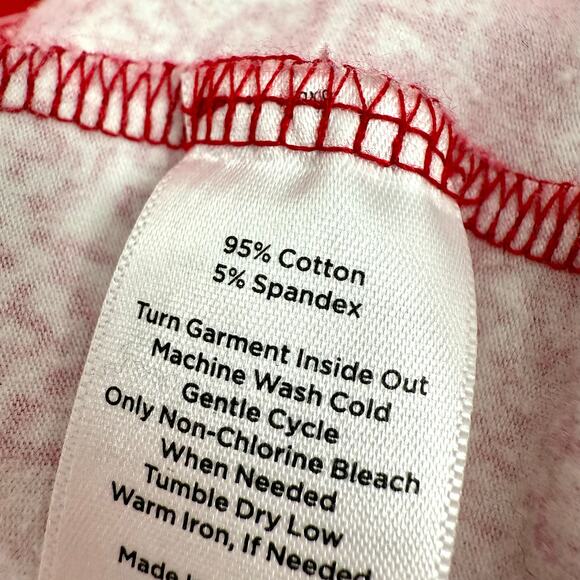 95% Cotton
5% Spandex
Turn Garment Inside Out
Machine Wash Cold
Gentle Cycle
Only Non-Chlorine Bleach
When Needed
Tumble Dry Low
Warm Iron, If Needed
Made